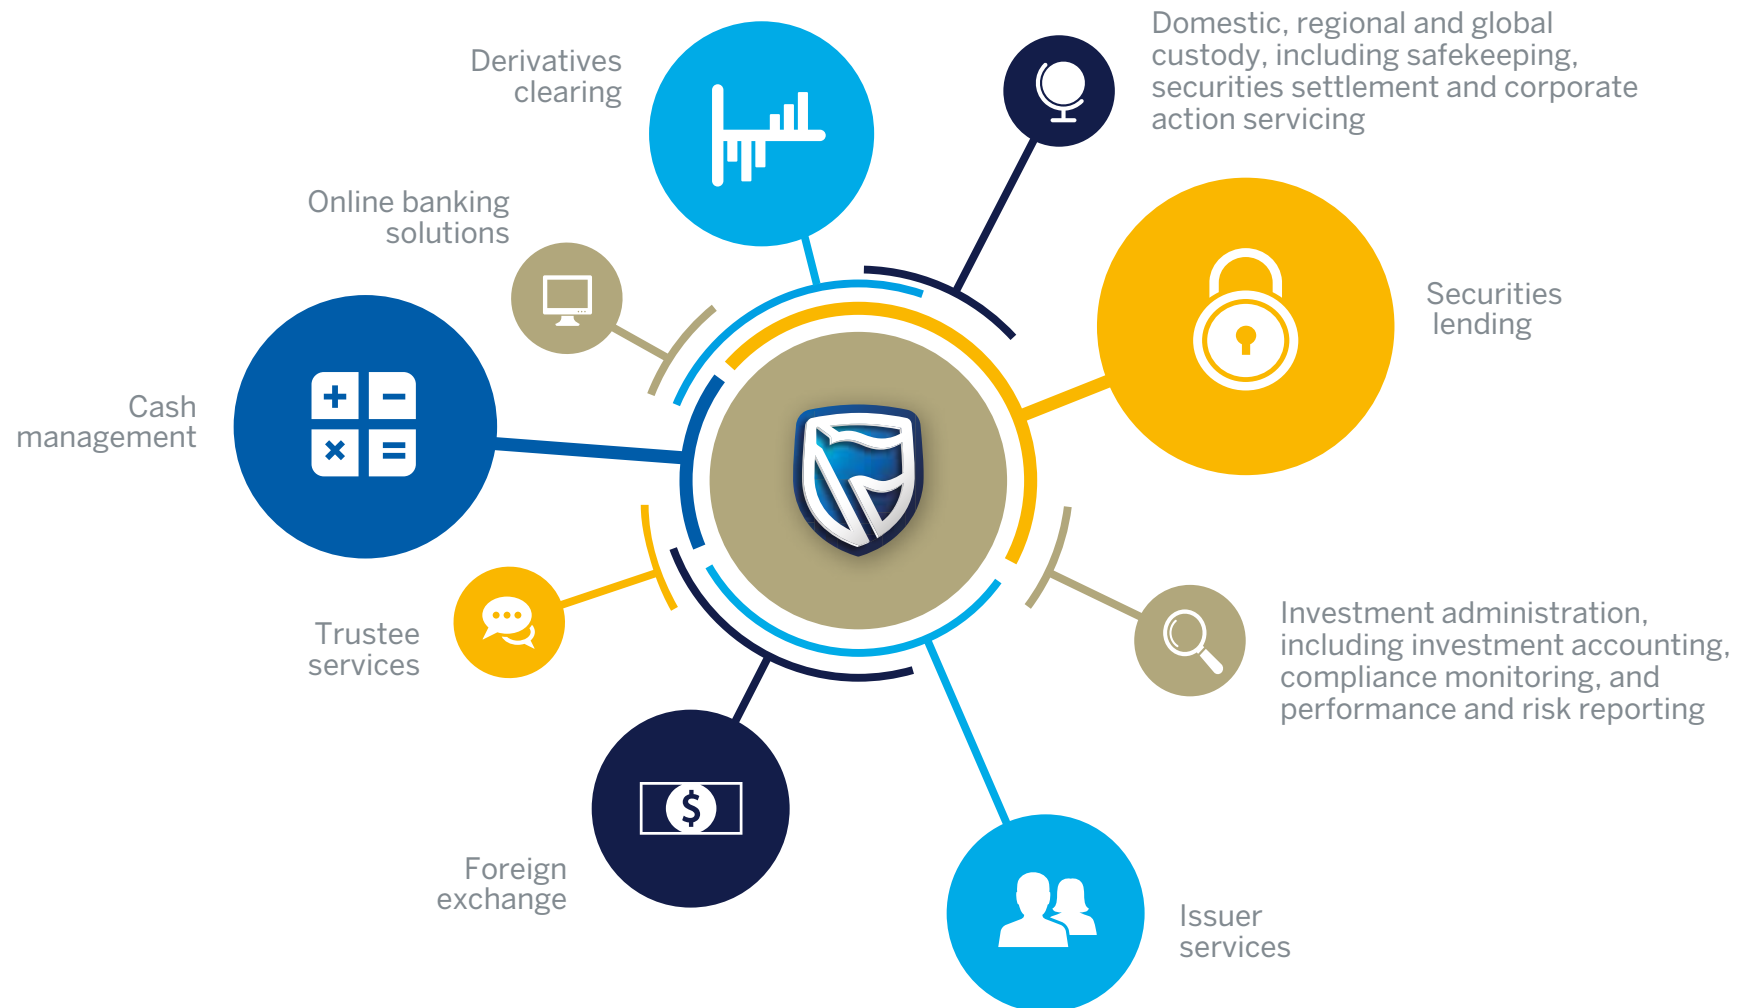 Domestic, regional and global
custody, including safekeeping,
securities settlement and corporate
action servicing
Derivatives
clearing
Online banking
solutions
Securities
lending
Cash
management
Trustee
services
Investment administration,
including investment accounting,
compliance monitoring, and
performance and risk reporting
$
Foreign
exchange
Issuer
services